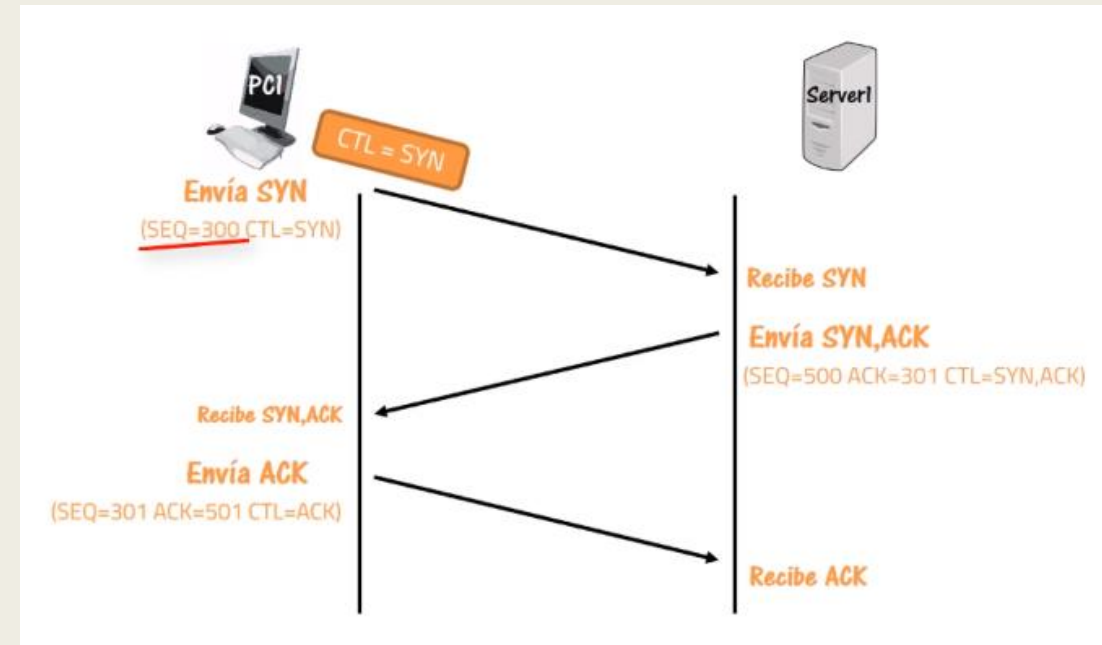 PC1
Server1
CTL = SYN
Envía SYN
(SEQ=300 CTL=SYN)
Recibe SYN
Envía SYN,ACK
(SEQ=500 ACK=301 CTL=SYN,ACK)
Recibe SYN,ACK
Envía ACK
(SEQ=301 ACK=501 CTL=ACK)
Recibe ACK